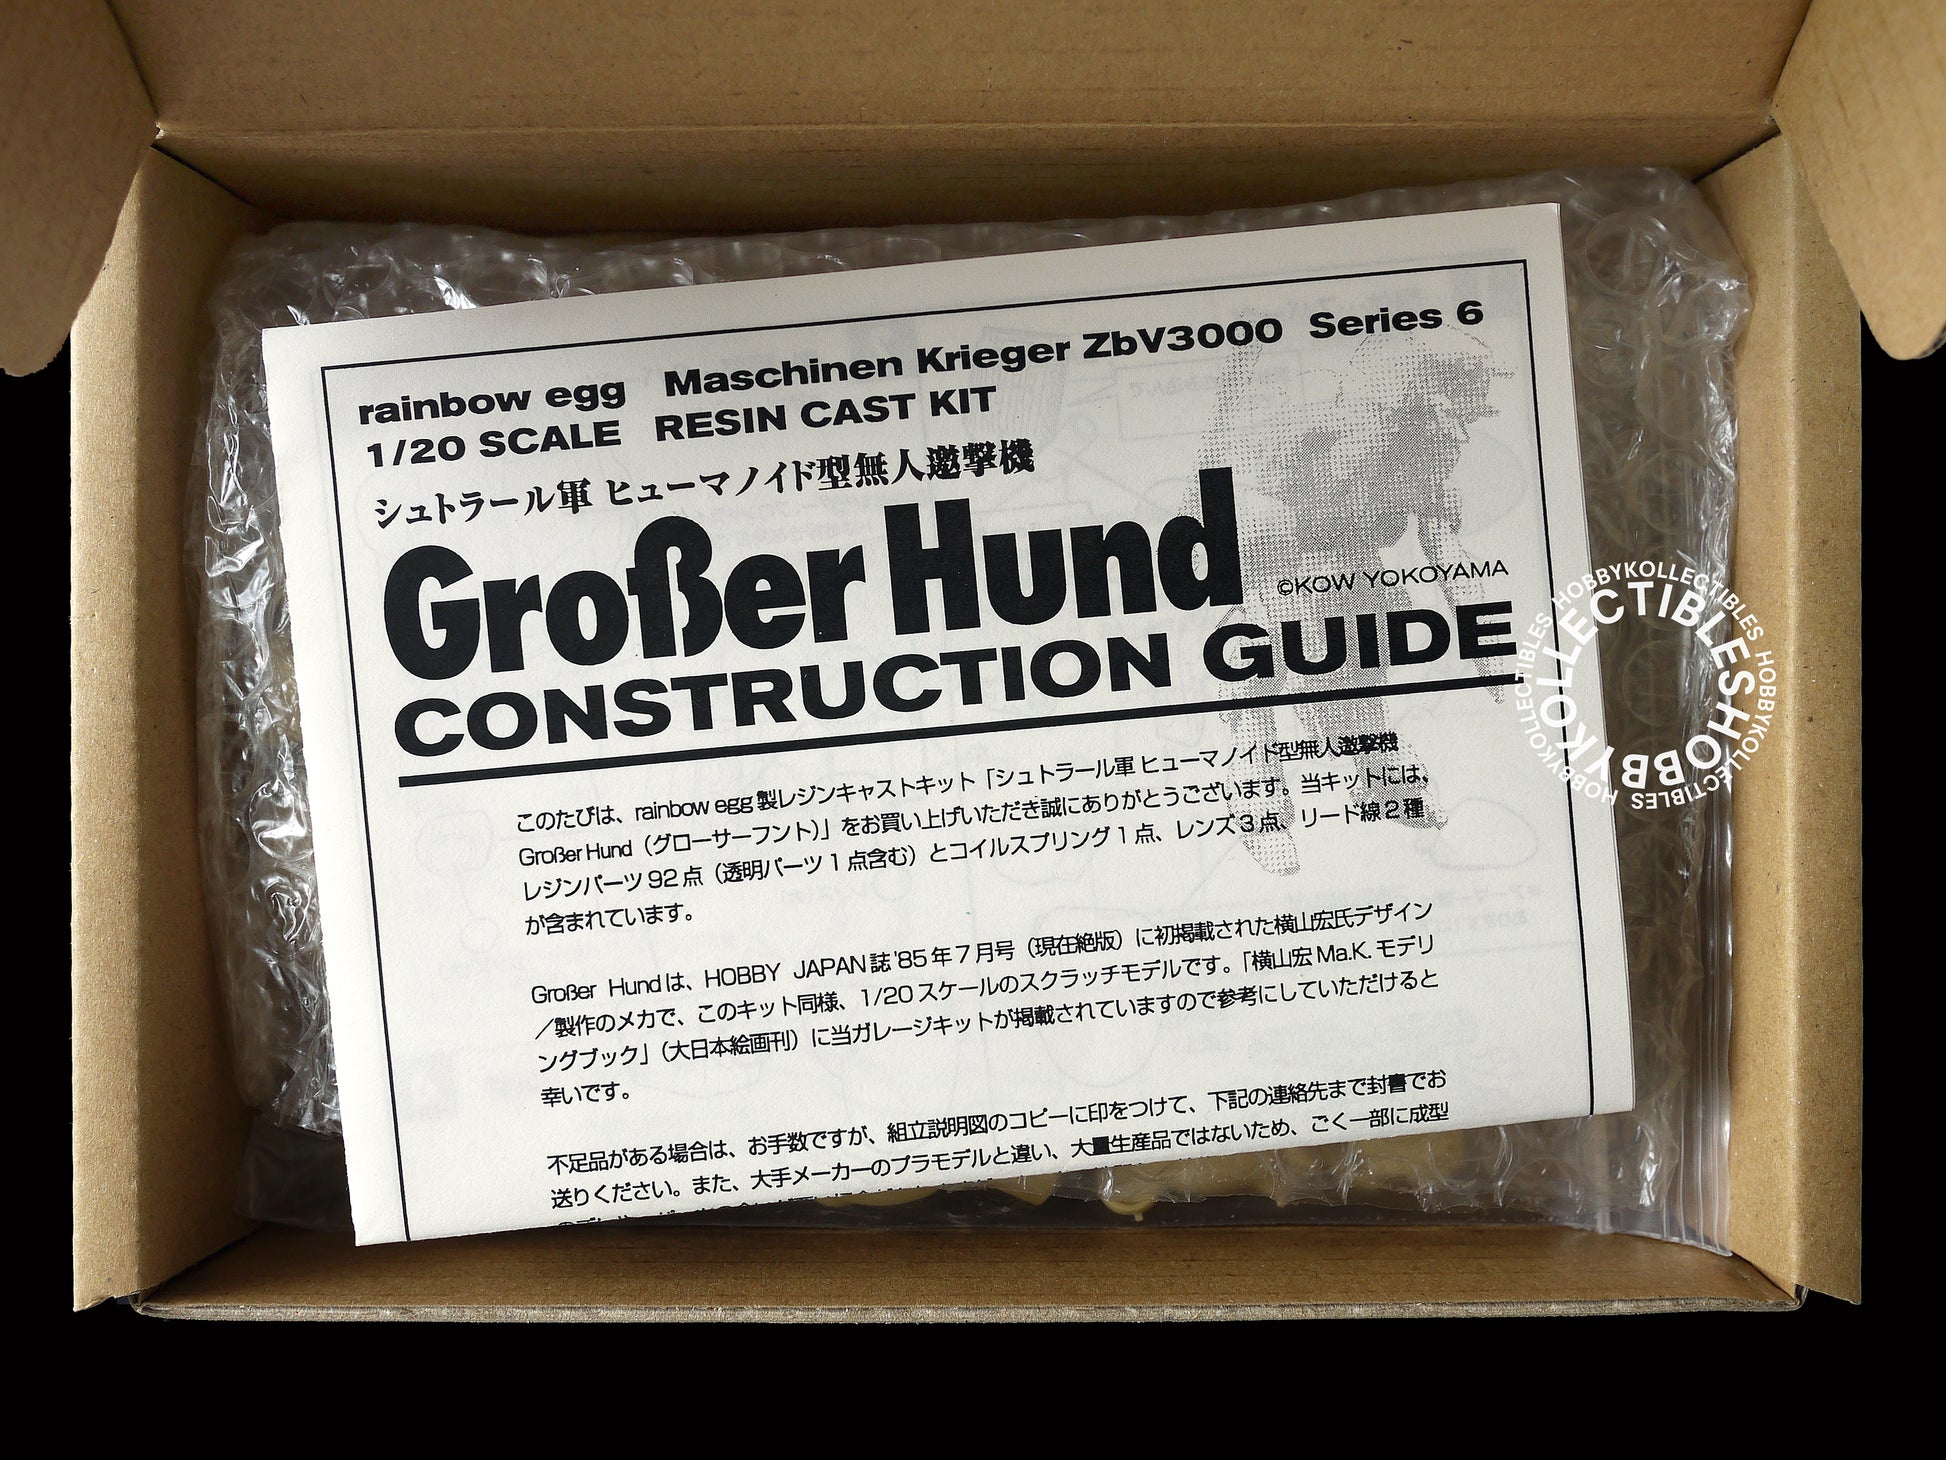 rainbow egg Maschinen Krieger ZbV3000 Series 6
1/20 SCALE RESIN CAST KIT
シュトラール軍 ヒューマノイド型無人邀撃機
Großer Hund
©KOW YOKOYAMA
CONSTRUCTION GUIDE
このたびは、rainbow egg製レジンキャストキット「シュトラール軍 ヒューマノイド型無人邀撃機
Großer Hund（グローサーフント）」をお買い上げいただき誠にありがとうございます。当キットには、
レジンパーツ92点（透明パーツ1点含む）とコイルスプリング1点、レンズ3点、リード線2種
が含まれています。
Großer Hundは、HOBBY JAPAN誌'85年7月号（現在絶版）に初掲載された横山宏氏デザイン
／製作のメカで、このキット同様、1/20スケールのスクラッチモデルです。「横山宏Ma.K.モデリ
ングブック」（大日本絵画刊）に当ガレージキットが掲載されていますので参考にしていただけると
幸いです。
不足品がある場合は、お手数ですが、組立説明図のコピーに印をつけて、下記の連絡先まで封書でお
送りください。また、大手メーカーのプラモデルと違い、大量生産品ではないため、ごく一部に成型
HOBBYKOLLECTIBLES
HOBBYKOLLECTIBLES HOBBYKOLLECTIBLES HOBBYKOLLECTIBLES